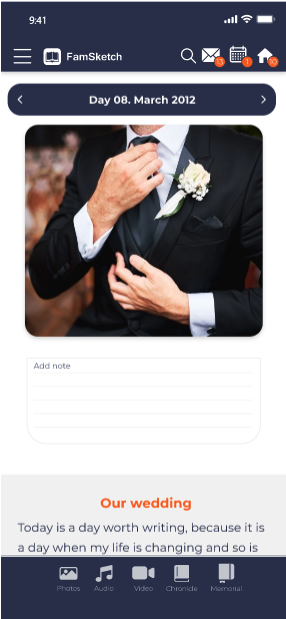 9:41
FamSketch
13
1
10
Day 08. March 2012
Add note
Our wedding
Today is a day worth writing, because it is
a day when my life is changing and so is
Photos Audio Video Chronicle Memorial